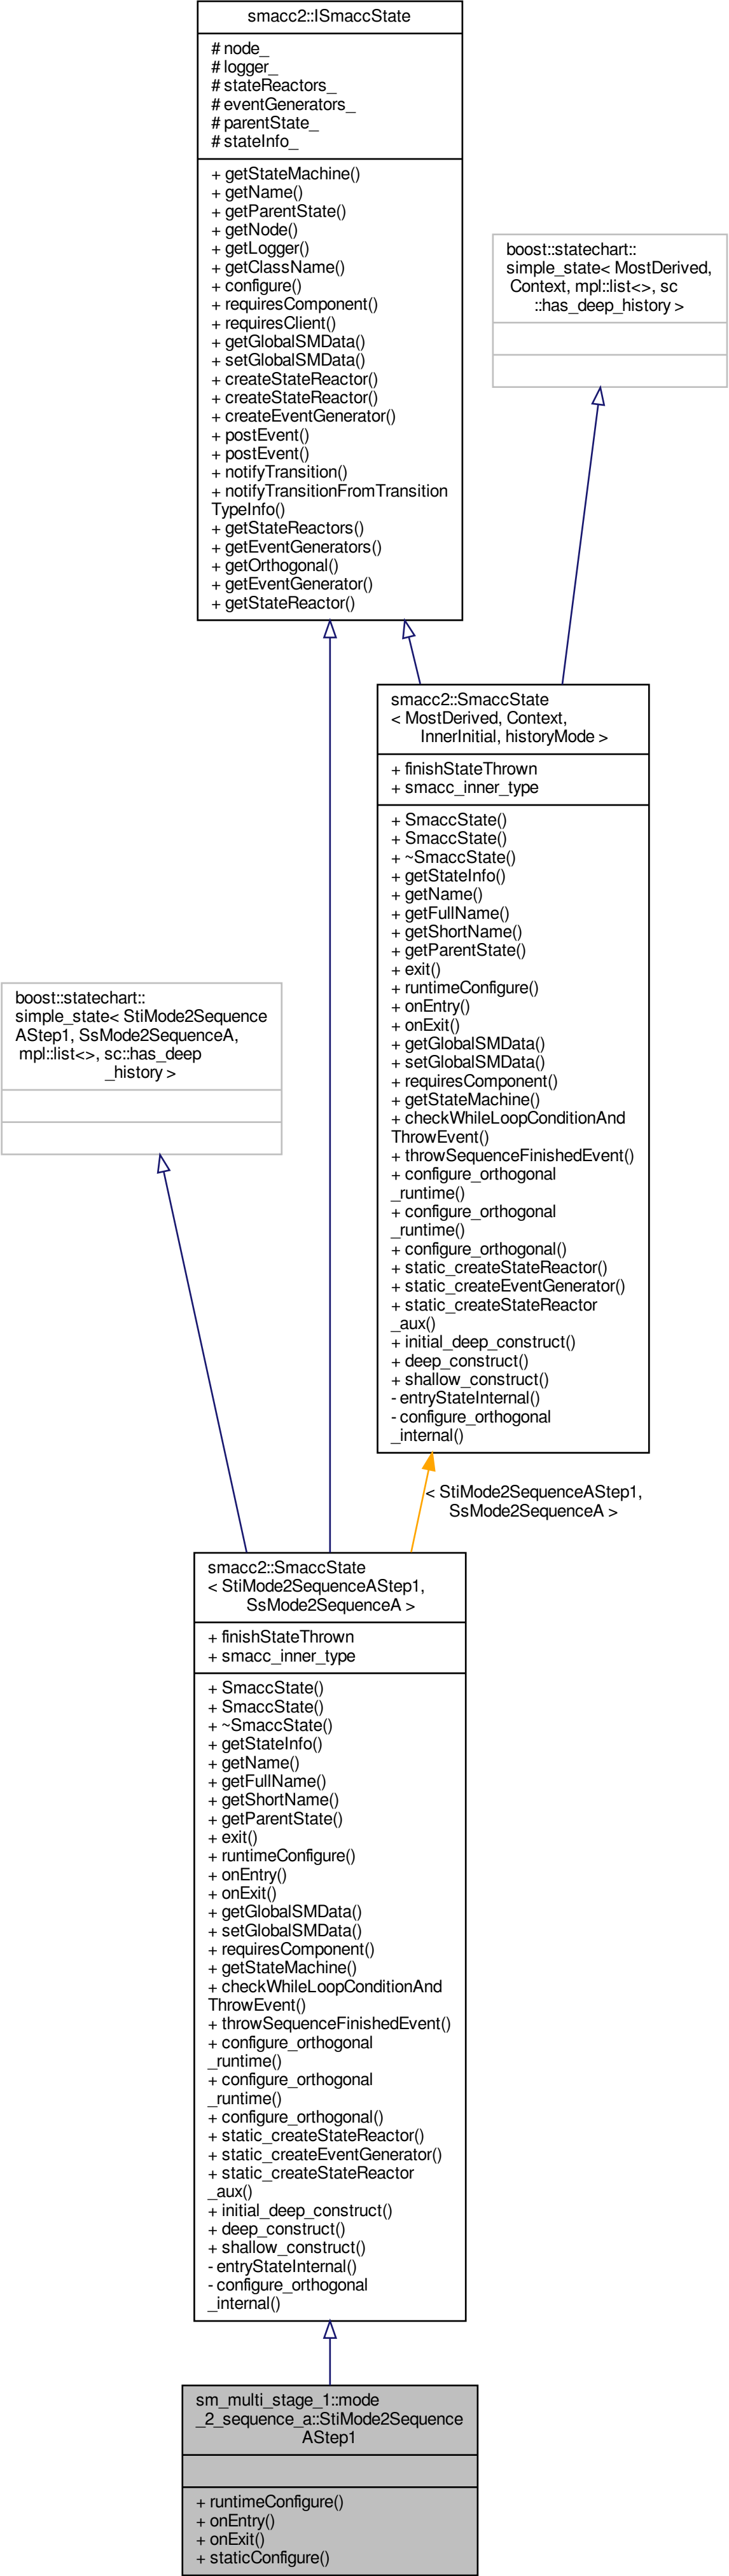 smacc2::ISmaccState
# node_
# logger_
# stateReactors_
# eventGenerators_
# parentState_
# stateInfo_
+ getStateMachine()
+ getName()
+ getParentState()
+ getNode()
+ getLogger()
+ getClassName()
+ configure()
+ requiresComponent()
+ requiresClient()
+ getGlobalSMData()
+ setGlobalSMData()
+ createStateReactor()
+ createStateReactor()
+ createEventGenerator()
+ postEvent()
+ postEvent()
+ notifyTransition()
+ notifyTransitionFromTransition
TypeInfo()
+ getStateReactors()
+ getEventGenerators()
+ getOrthogonal()
+ getEventGenerator()
+ getStateReactor()
boost::statechart::
simple_state< MostDerived,
Context, mpl::list<>, sc
::has_deep_history >
smacc2::SmaccState
< MostDerived, Context,
InnerInitial, historyMode >
+ finishStateThrown
+ smacc_inner_type
+ SmaccState()
+ SmaccState()
+ ~SmaccState()
+ getStateInfo()
+ getName()
+ getFullName()
+ getShortName()
+ getParentState()
+ exit()
+ runtimeConfigure()
+ onEntry()
+ onExit()
+ getGlobalSMData()
+ setGlobalSMData()
+ requiresComponent()
+ getStateMachine()
+ checkWhileLoopConditionAnd
ThrowEvent()
+ throwSequenceFinishedEvent()
+ configure_orthogonal
_runtime()
+ configure_orthogonal
_runtime()
+ configure_orthogonal()
+ static_createStateReactor()
+ static_createEventGenerator()
+ static_createStateReactor
_aux()
+ initial_deep_construct()
+ deep_construct()
+ shallow_construct()
- entryStateInternal()
- configure_orthogonal
_internal()
boost::statechart::
simple_state< StiMode2Sequence
AStep1, SsMode2SequenceA,
mpl::list<>, sc::has_deep
_history >
< StiMode2SequenceAStep1,
SsMode2SequenceA >
smacc2::SmaccState
< StiMode2SequenceAStep1,
SsMode2SequenceA >
+ finishStateThrown
+ smacc_inner_type
+ SmaccState()
+ SmaccState()
+ ~SmaccState()
+ getStateInfo()
+ getName()
+ getFullName()
+ getShortName()
+ getParentState()
+ exit()
+ runtimeConfigure()
+ onEntry()
+ onExit()
+ getGlobalSMData()
+ setGlobalSMData()
+ requiresComponent()
+ getStateMachine()
+ checkWhileLoopConditionAnd
ThrowEvent()
+ throwSequenceFinishedEvent()
+ configure_orthogonal
_runtime()
+ configure_orthogonal
_runtime()
+ configure_orthogonal()
+ static_createStateReactor()
+ static_createEventGenerator()
+ static_createStateReactor
_aux()
+ initial_deep_construct()
+ deep_construct()
+ shallow_construct()
- entryStateInternal()
- configure_orthogonal
_internal()
sm_multi_stage_1::mode
_2_sequence_a::StiMode2Sequence
AStep1
+ runtimeConfigure()
+ onEntry()
+ onExit()
+ staticConfigure()